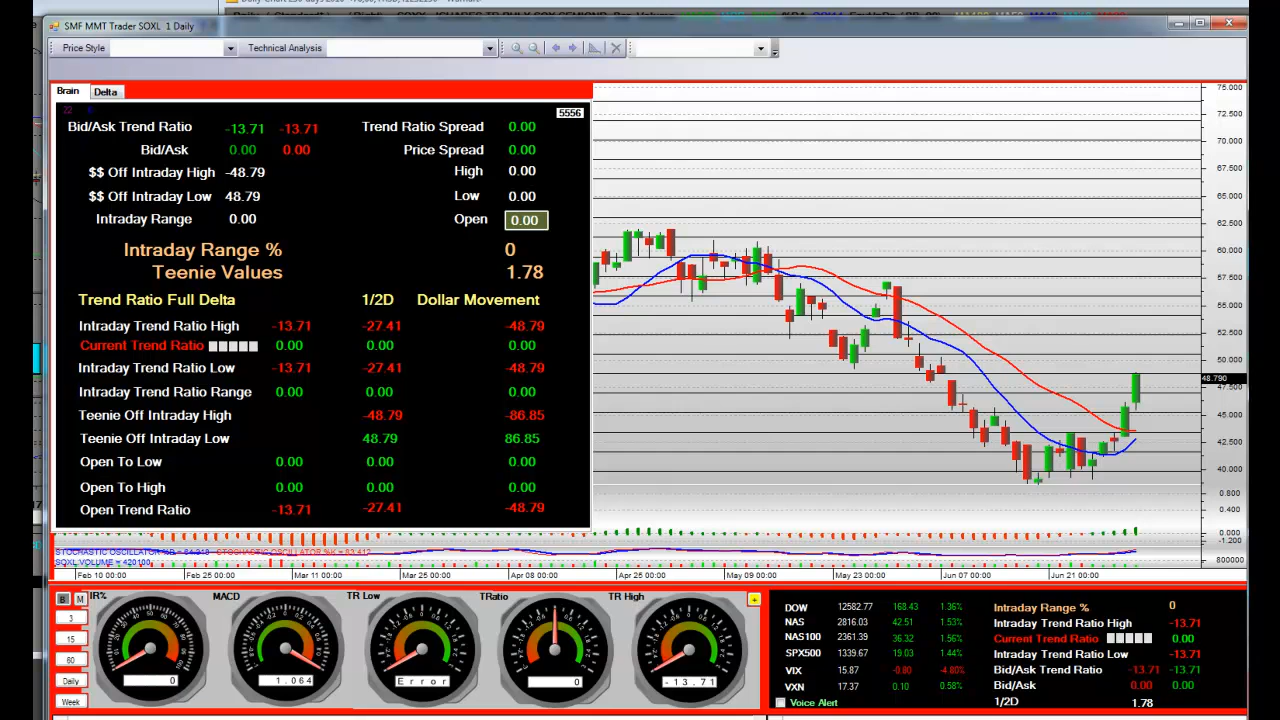 SMF MMT Trader SOXL 1 Daily
Price Style Technical Analysis
Brain Delta
22
5556
Bid/Ask Trend Ratio -13.71 -13.71 Trend Ratio Spread 0.00
Bid/Ask 0.00 0.00 Price Spread 0.00
$$ Off Intraday High -48.79 High 0.00
$$ Off Intraday Low 48.79 Low 0.00
Intraday Range 0.00 Open 0.00
Intraday Range % 0
Teenie Values 1.78
Trend Ratio Full Delta 1/2D Dollar Movement
Intraday Trend Ratio High -13.71 -27.41 -48.79
Current Trend Ratio 0.00 0.00 0.00
Intraday Trend Ratio Low -13.71 -27.41 -48.79
Intraday Trend Ratio Range 0.00 0.00 0.00
Teenie Off Intraday High -48.79 -86.85
Teenie Off Intraday Low 48.79 86.85
Open To Low 0.00 0.00 0.00
Open To High 0.00 0.00 0.00
Open Trend Ratio -13.71 -27.41 -48.79
75.000
72.500
70.000
67.500
65.000
62.500
60.000
57.500
55.000
52.500
50.000
48.790
47.500
45.000
42.500
40.000
0.800
0.400
0.000
-1.200
800000
STOCHASTIC OSCILLATOR %K = 83.412
SOXL VOLUME = 420100
Feb 10 00:00 Feb 25 00:00 Mar 11 00:00 Mar 25 00:00 Apr 08 00:00 Apr 25 00:00 May 09 00:00 May 23 00:00 Jun 07 00:00 Jun 21 00:00
B M IR% MACD TR Low TRatio TR High
3
15
60
Daily
Week
0 1.064 Error 0 -13.71
DOW 12582.77 168.43 1.36%
NAS 2816.03 42.51 1.53%
NAS100 2361.39 36.32 1.56%
SPX500 1339.67 19.03 1.44%
VIX 15.87 -0.80 -4.80%
VXN 17.37 0.10 0.58%
Voice Alert
Intraday Range % 0
Intraday Trend Ratio High -13.71
Current Trend Ratio 0.00
Intraday Trend Ratio Low -13.71
Bid/Ask Trend Ratio -13.71 -13.71
Bid/Ask 0.00 0.00
1/2D 1.78